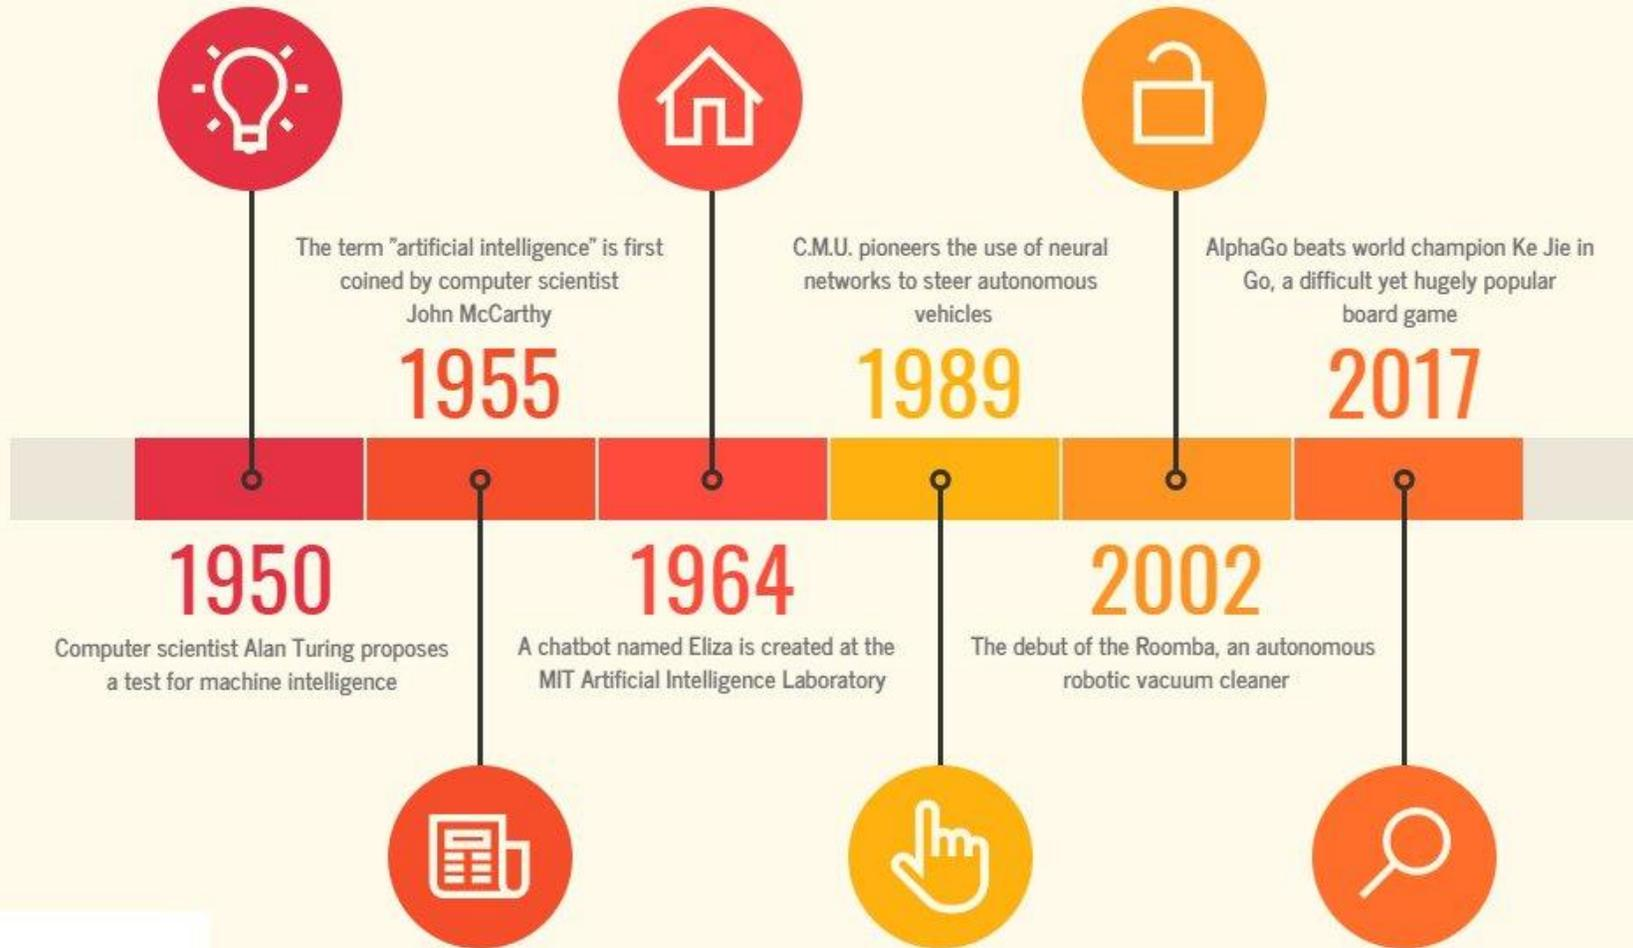 1950
Computer scientist Alan Turing proposes
a test for machine intelligence
The term "artificial intelligence" is first
coined by computer scientist
John McCarthy
1955
1964
A chatbot named Eliza is created at the
MIT Artificial Intelligence Laboratory
C.M.U. pioneers the use of neural
networks to steer autonomous
vehicles
1989
2002
The debut of the Roomba, an autonomous
robotic vacuum cleaner
AlphaGo beats world champion Ke Jie in
Go, a difficult yet hugely popular
board game
2017